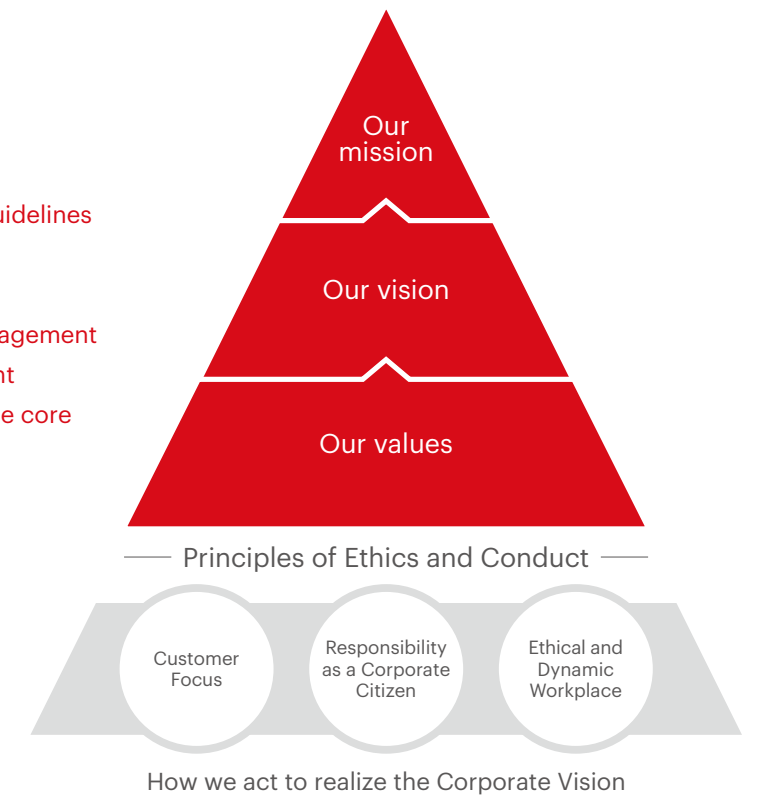 Our
mission
uidelines
Our vision
agement
nt
e core
Our values
Principles of Ethics and Conduct
Customer
Focus
Responsibility
as a Corporate
Citizen
Ethical and
Dynamic
Workplace
How we act to realize the Corporate Vision